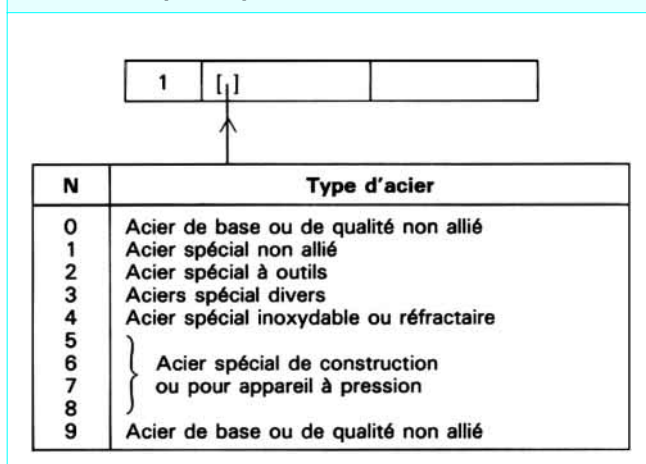 1 [ ]
N Type d'acier
0 Acier de base ou de qualité non allié
1 Acier spécial non allié
2 Acier spécial à outils
3 Aciers spécial divers
4 Acier spécial inoxydable ou réfractaire
5
6 Acier spécial de construction
7 ou pour appareil à pression
8
9 Acier de base ou de qualité non allié